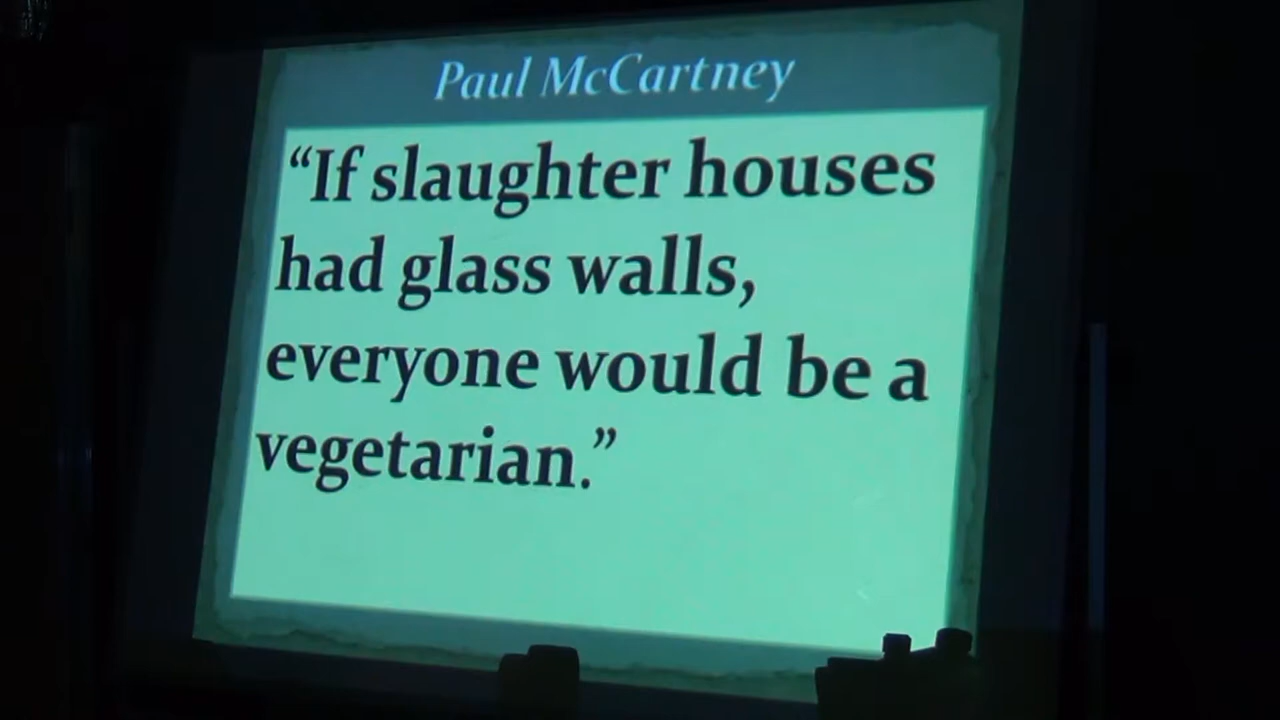 Paul McCartney
“If slaughter houses
had glass walls,
everyone would be a
vegetarian.”